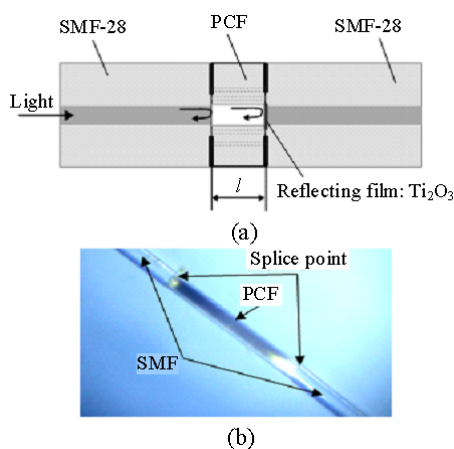 SMF-28
PCF
SMF-28
Light
l
Reflecting film: Ti₂O₃
(a)
Splice point
PCF
SMF
(b)